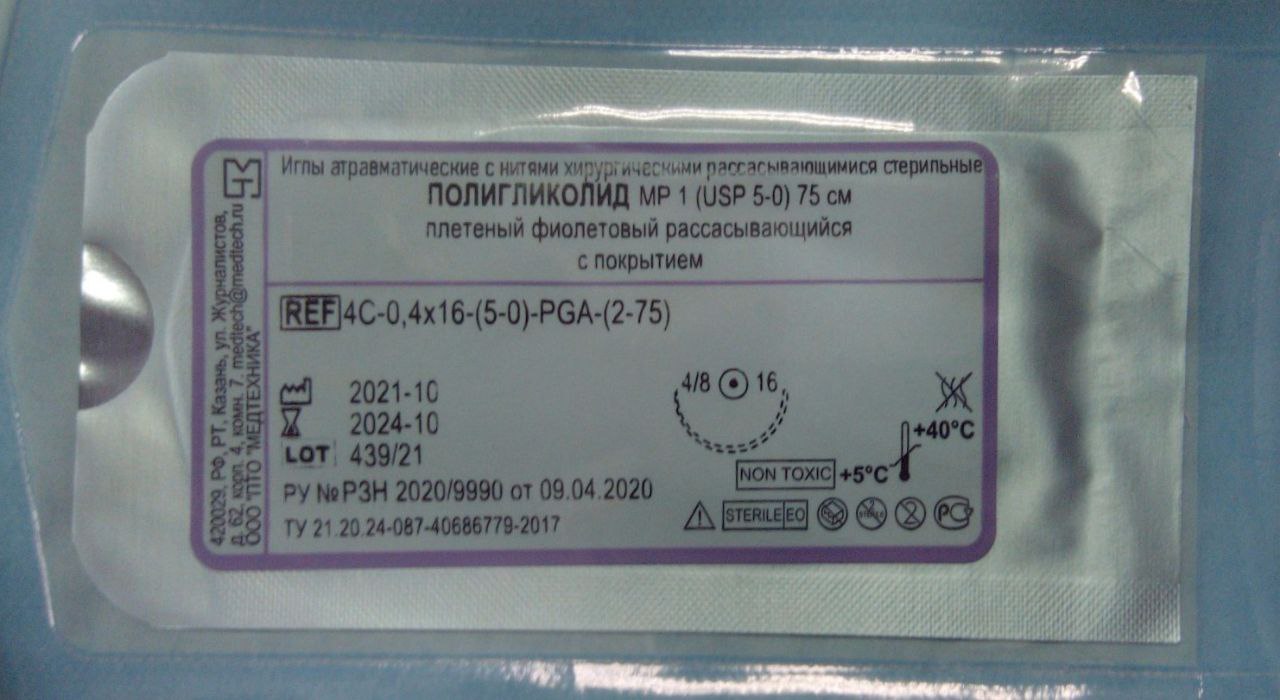 Иглы атравматические с нитями хирургическими рассасывающимися стерильные
ПОЛИГЛИКОЛИД МР 1 (USP 5-0) 75 см
плетеный фиолетовый рассасывающийся
с покрытием
REF 4С-0,4х16-(5-0)-PGA-(2-75)
2021-10
2024-10
LOT 439/21
РУ №РЗН 2020/9990 от 09.04.2020
ТУ 21.20.24-087-40686779-2017
4/8 16
+40°C
NON TOXIC +5°C
STERILE EO
420029, РФ, РТ, Казань, ул. Журналистов,
д. 62, корп. 4, комн. 7. medtech@medtech.ru
ООО "ПТО "МЕДТЕХНИКА"